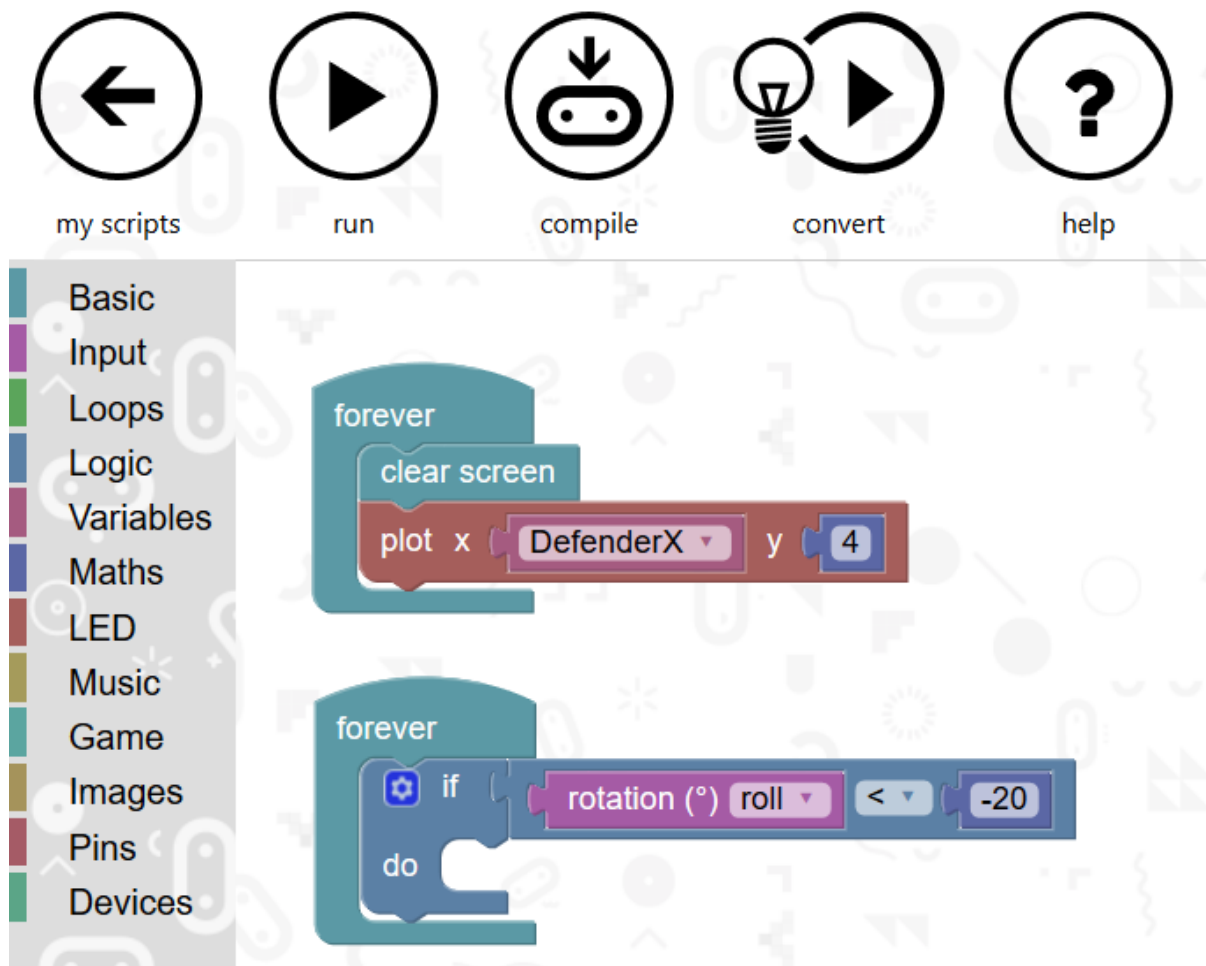 my scripts
run
compile
convert
help
Basic
Input
Loops
Logic
Variables
Maths
LED
Music
Game
Images
Pins
Devices
forever
clear screen
plot x DefenderX y 4
forever
if rotation (°) roll < -20
do